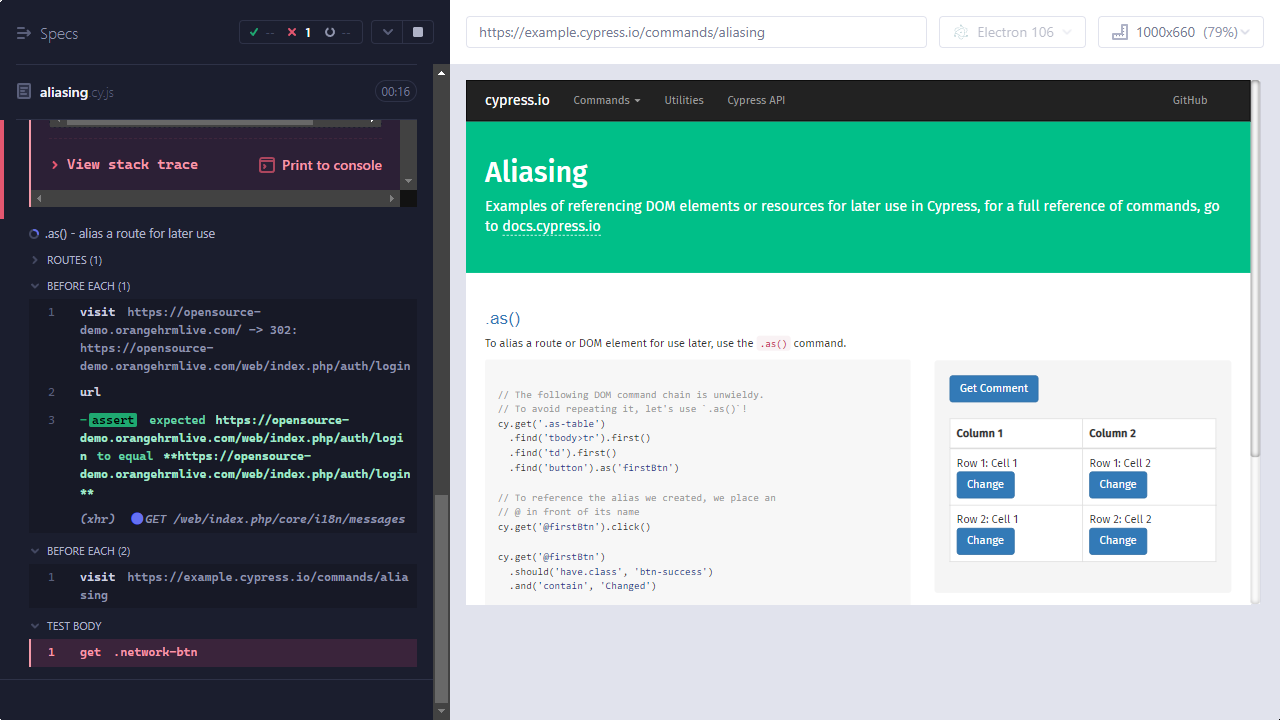 Specs
-- 1 --
aliasing.cy.js
00:16
View stack trace
Print to console
.as() - alias a route for later use
ROUTES (1)
BEFORE EACH (1)
1 visit https://opensource-
demo.orangehrmlive.com/ -> 302:
https://opensource-
demo.orangehrmlive.com/web/index.php/auth/login
2 url
3 -assert expected https://opensource-
demo.orangehrmlive.com/web/index.php/auth/logi
n to equal **https://opensource-
demo.orangehrmlive.com/web/index.php/auth/login
**
(xhr) GET /web/index.php/core/i18n/messages
BEFORE EACH (2)
1 visit https://example.cypress.io/commands/alia
sing
TEST BODY
1 get .network-btn
https://example.cypress.io/commands/aliasing
Electron 106
1000x660 (79%)
cypress.io Commands Utilities Cypress API GitHub
Aliasing
Examples of referencing DOM elements or resources for later use in Cypress, for a full reference of commands, go
to docs.cypress.io
.as()
To alias a route or DOM element for use later, use the .as() command.
// The following DOM command chain is unwieldy.
// To avoid repeating it, let's use `.as()`!
cy.get('.as-table')
.find('tbody>tr').first()
.find('td').first()
.find('button').as('firstBtn')
// To reference the alias we created, we place an
// @ in front of its name
cy.get('@firstBtn').click()
cy.get('@firstBtn')
.should('have.class', 'btn-success')
.and('contain', 'Changed')
Get Comment
Column 1 Column 2
Row 1: Cell 1 Row 1: Cell 2
Change Change
Row 2: Cell 1 Row 2: Cell 2
Change Change